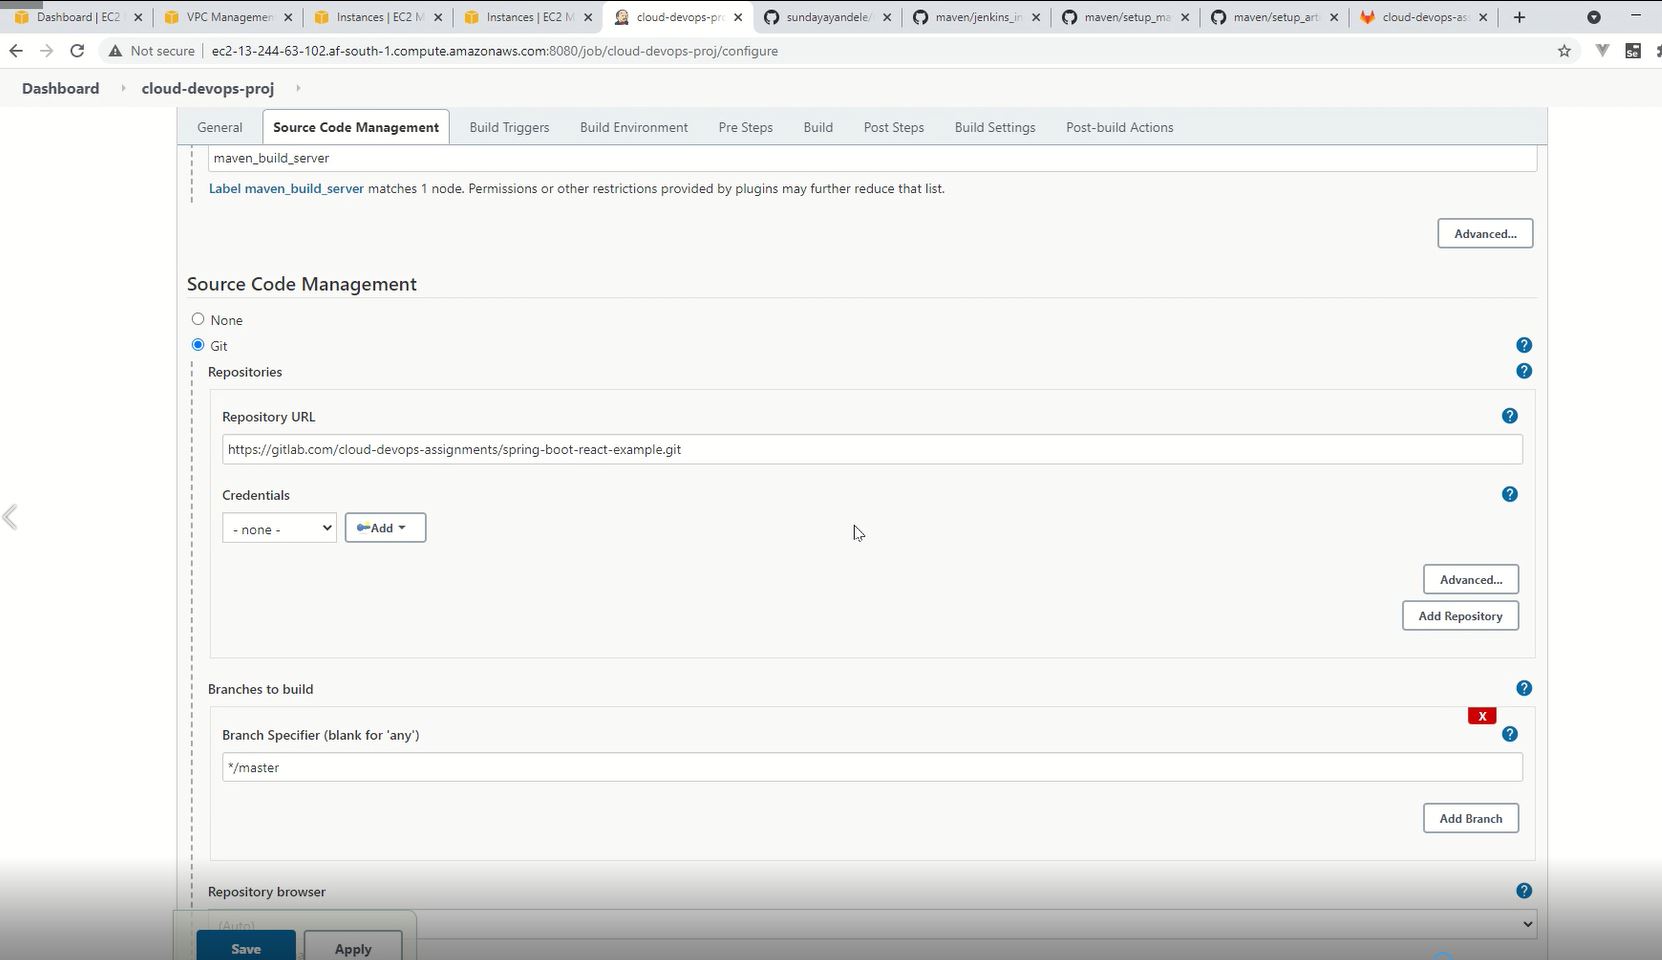 Dashboard | EC2
VPC Managemen
Instances | EC2 M
Instances | EC2 M
cloud-devops-pro
sundayayandele/
maven/jenkins_in
maven/setup_ma
maven/setup_art
cloud-devops-as
Not secure
ec2-13-244-63-102.af-south-1.compute.amazonaws.com:8080/job/cloud-devops-proj/configure
Dashboard
cloud-devops-proj
General
Source Code Management
Build Triggers
Build Environment
Pre Steps
Build
Post Steps
Build Settings
Post-build Actions
maven_build_server
Label maven_build_server matches 1 node. Permissions or other restrictions provided by plugins may further reduce that list.
Advanced...
Source Code Management
None
Git
Repositories
Repository URL
https://gitlab.com/cloud-devops-assignments/spring-boot-react-example.git
Credentials
- none -
Add
Advanced...
Add Repository
Branches to build
X
Branch Specifier (blank for 'any')
*/master
Add Branch
Repository browser
(Auto)
Save
Apply